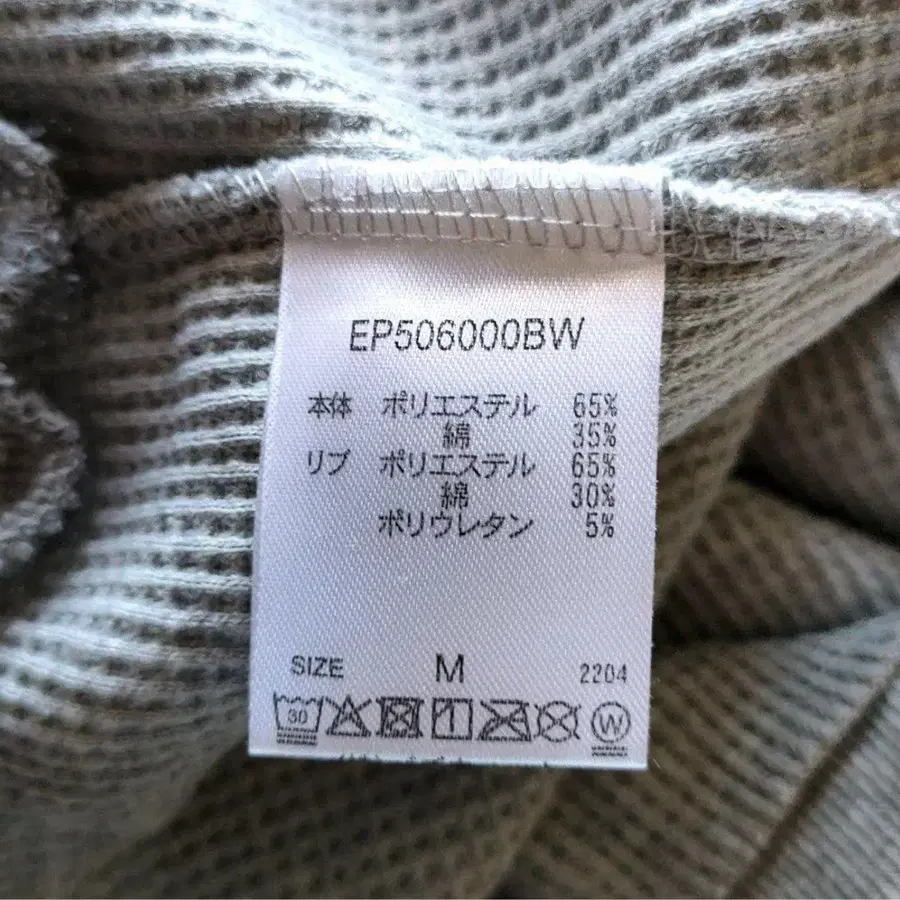 EP506000BW
本体 ポリエステル 65%
綿 35%
リブ ポリエステル 65%
綿 30%
ポリウレタン 5%
SIZE M 2204
30 W